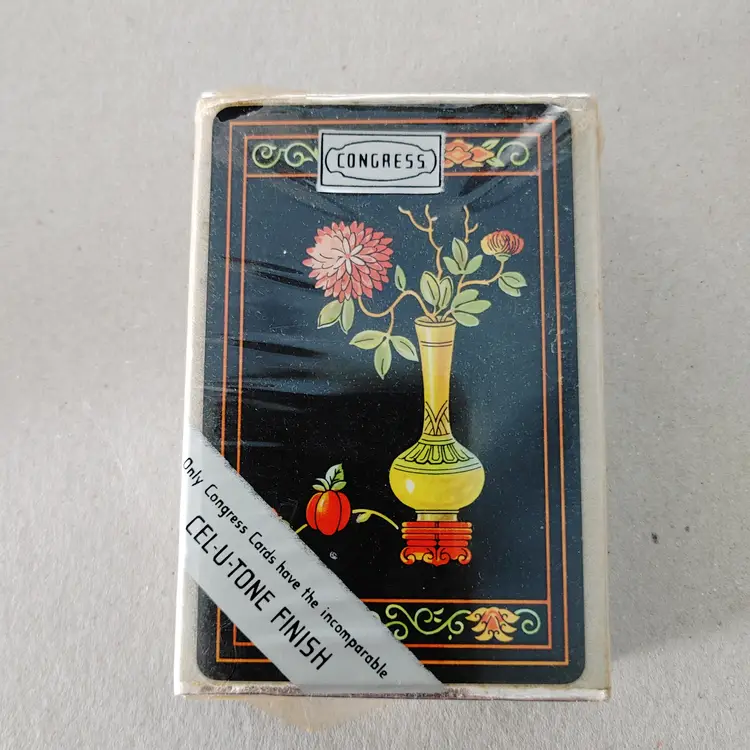 CONGRESS
Only Congress Cards have the incomparable
CEL-U-TONE FINISH